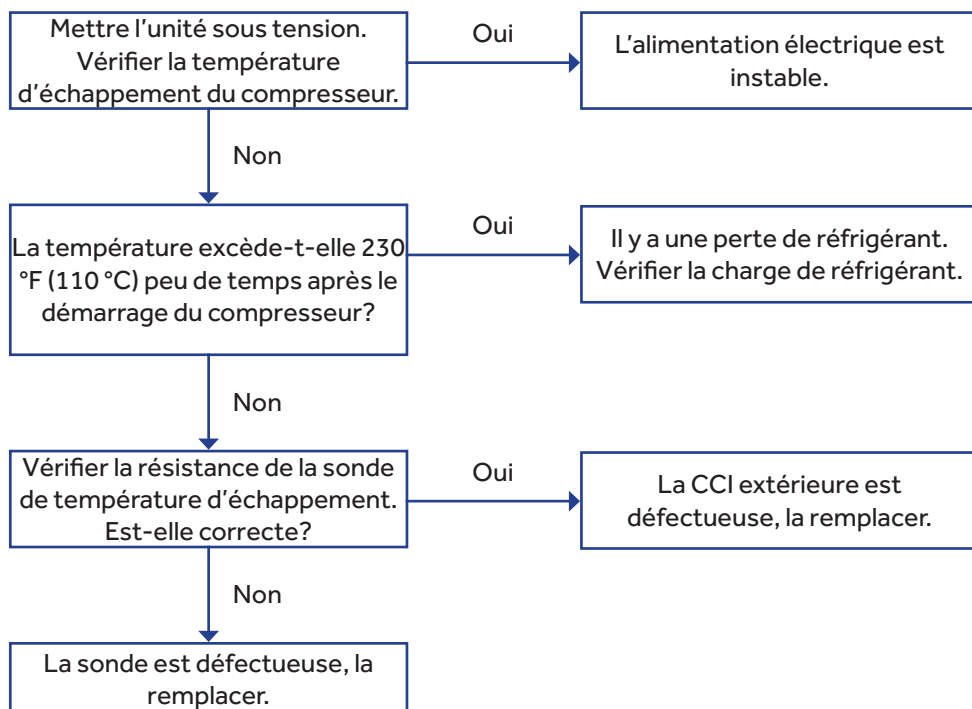 Mettre l'unité sous tension.
Vérifier la température
d'échappement du compresseur.
Oui
L'alimentation électrique est
instable.
Non
La température excède-t-elle 230
°F (110 °C) peu de temps après le
démarrage du compresseur?
Oui
Il y a une perte de réfrigérant.
Vérifier la charge de réfrigérant.
Non
Vérifier la résistance de la sonde
de température d'échappement.
Est-elle correcte?
Oui
La CCI extérieure est
défectueuse, la remplacer.
Non
La sonde est défectueuse, la
remplacer.